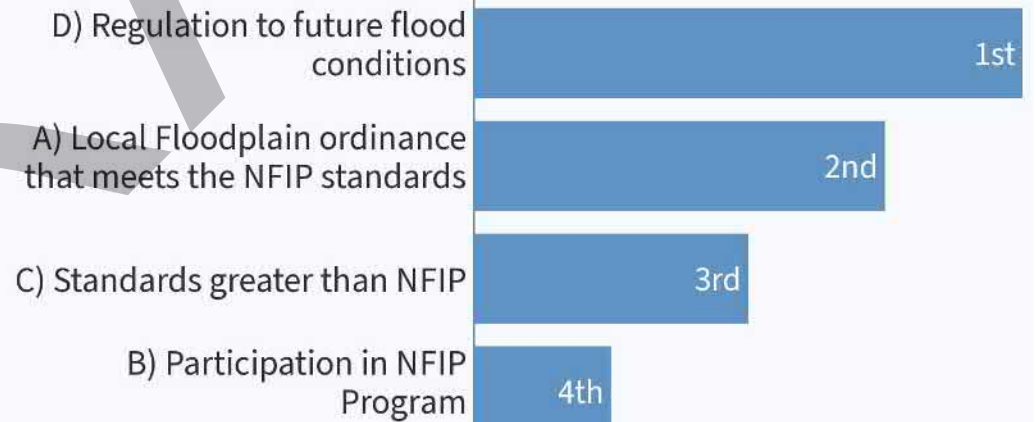 D) Regulation to future flood
conditions
1st
A) Local Floodplain ordinance
that meets the NFIP standards
2nd
C) Standards greater than NFIP
3rd
B) Participation in NFIP
Program
4th